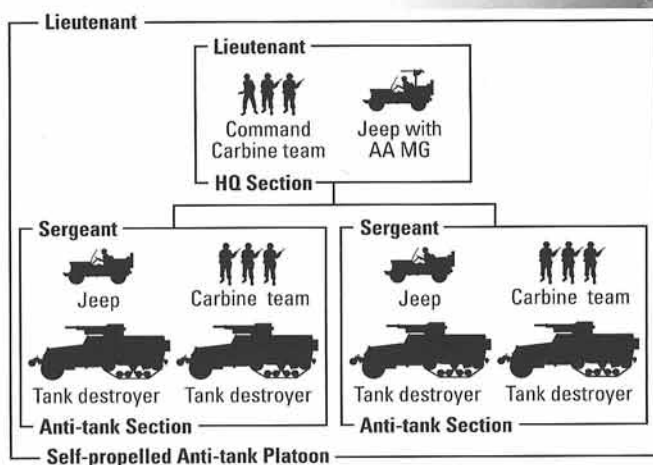 Lieutenant
Lieutenant
Command
Carbine team
Jeep with
AA MG
HQ Section
Sergeant
Jeep
Carbine team
Tank destroyer
Tank destroyer
Anti-tank Section
Sergeant
Jeep
Carbine team
Tank destroyer
Tank destroyer
Anti-tank Section
Self-propelled Anti-tank Platoon